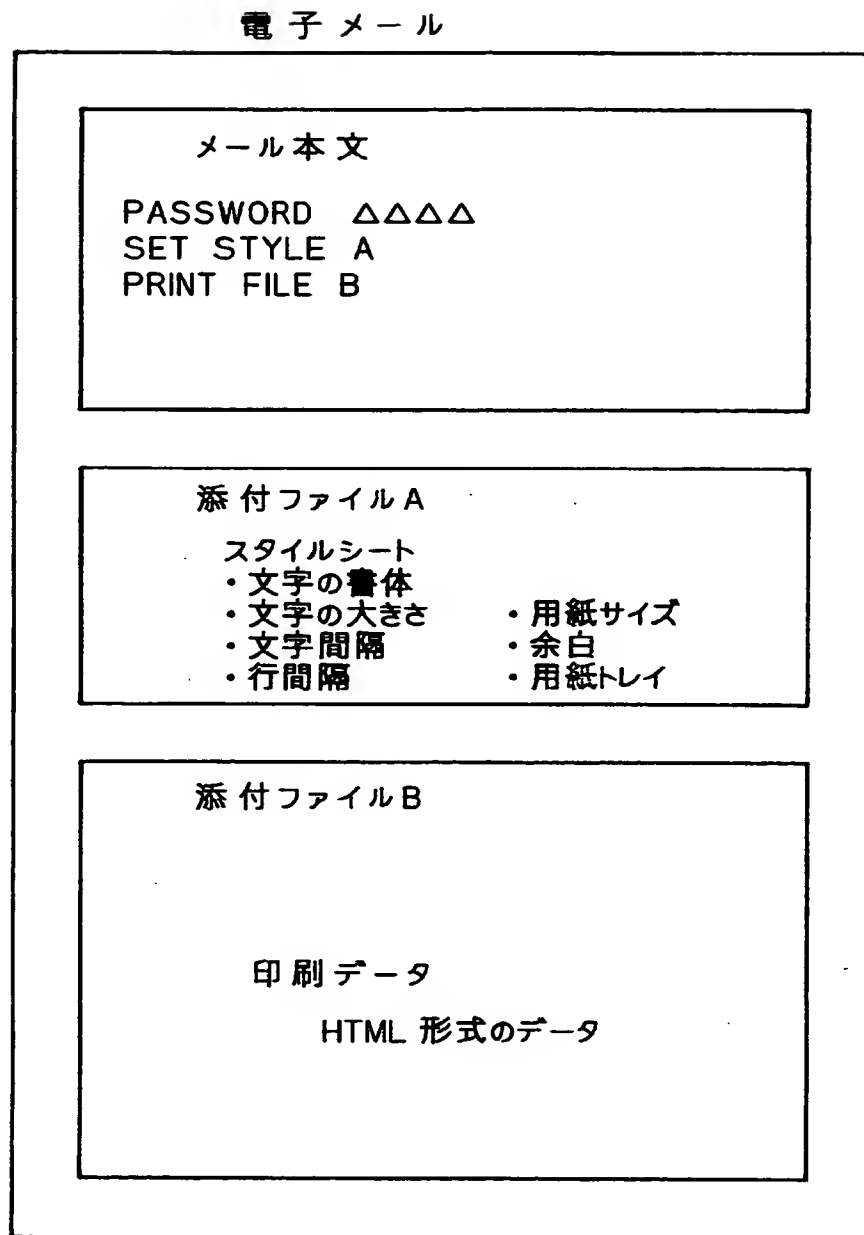 電子メール
メール本文
PASSWORD △△△△
SET STYLE A
PRINT FILE B
添付ファイルA
スタイルシート
・文字の書体
・文字の大きさ ・用紙サイズ
・文字間隔 ・余白
・行間隔 ・用紙トレイ
添付ファイルB
印刷データ
HTML 形式のデータ